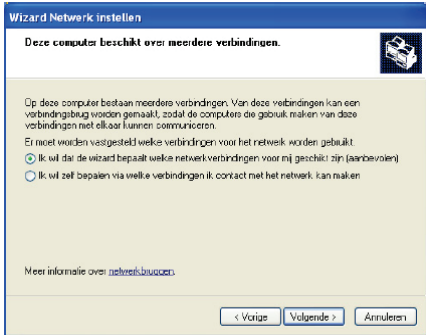 Wizard Netwerk instellen
Deze computer beschikt over meerdere verbindingen.
Op deze computer bestaan meerdere verbindingen. Van deze verbindingen kan een
verbindingsbrug worden gemaakt, zodat de computers die gebruik maken van deze
verbindingen met elkaar kunnen communiceren.
Er moet worden vastgesteld welke verbindingen voor het netwerk worden gebruikt.
Ik wil dat de wizard bepaalt welke netwerkverbindingen voor mij geschikt zijn (aanbevolen)
Ik wil zelf bepalen via welke verbindingen ik contact met het netwerk kan maken
Meer informatie over netwerkbruggen.
< Vorige
Volgende >
Annuleren